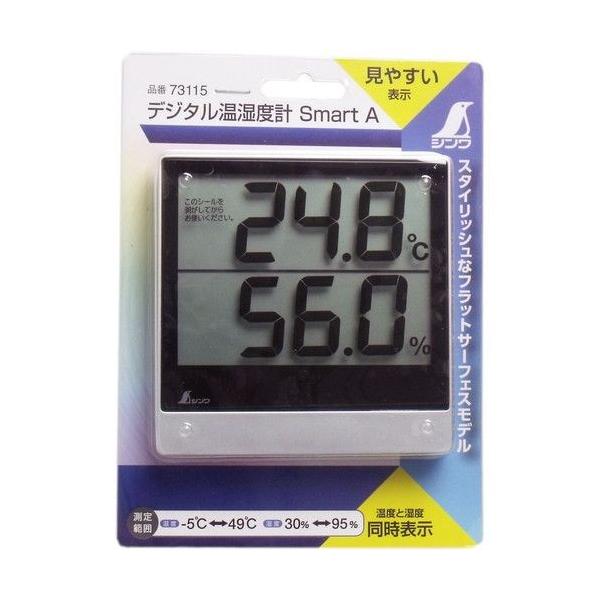 品番 73115
デジタル温湿度計 Smart A
見やすい
表示
シンワ
スタイリッシュなフラットサーフェスモデル
このシールを
剥がしてから
お使いください。
24.8℃
56.0%
シンワ
測定
範囲
温度 -5℃↔49℃ 湿度 30%↔95%
温度と湿度
同時表示